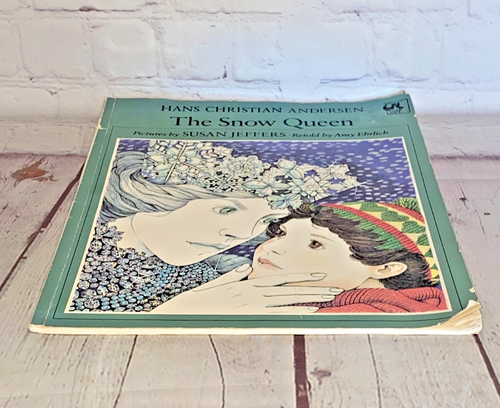 HANS CHRISTIAN ANDERSEN
The Snow Queen
Pictures by SUSAN JEFFERS · Retold by Amy Ehrlich